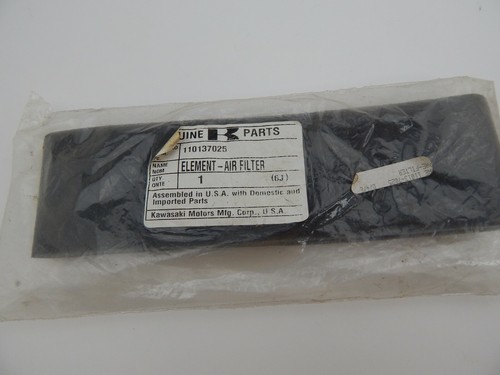 UINE K PARTS
110137025
NAME ELEMENT-AIR FILTER
NOM
QTY 1 (6J)
QNTE
Assembled in U.S.A. with Domestic and
Imported Parts
Kawasaki Motors Mfg. Corp., U.S.A.